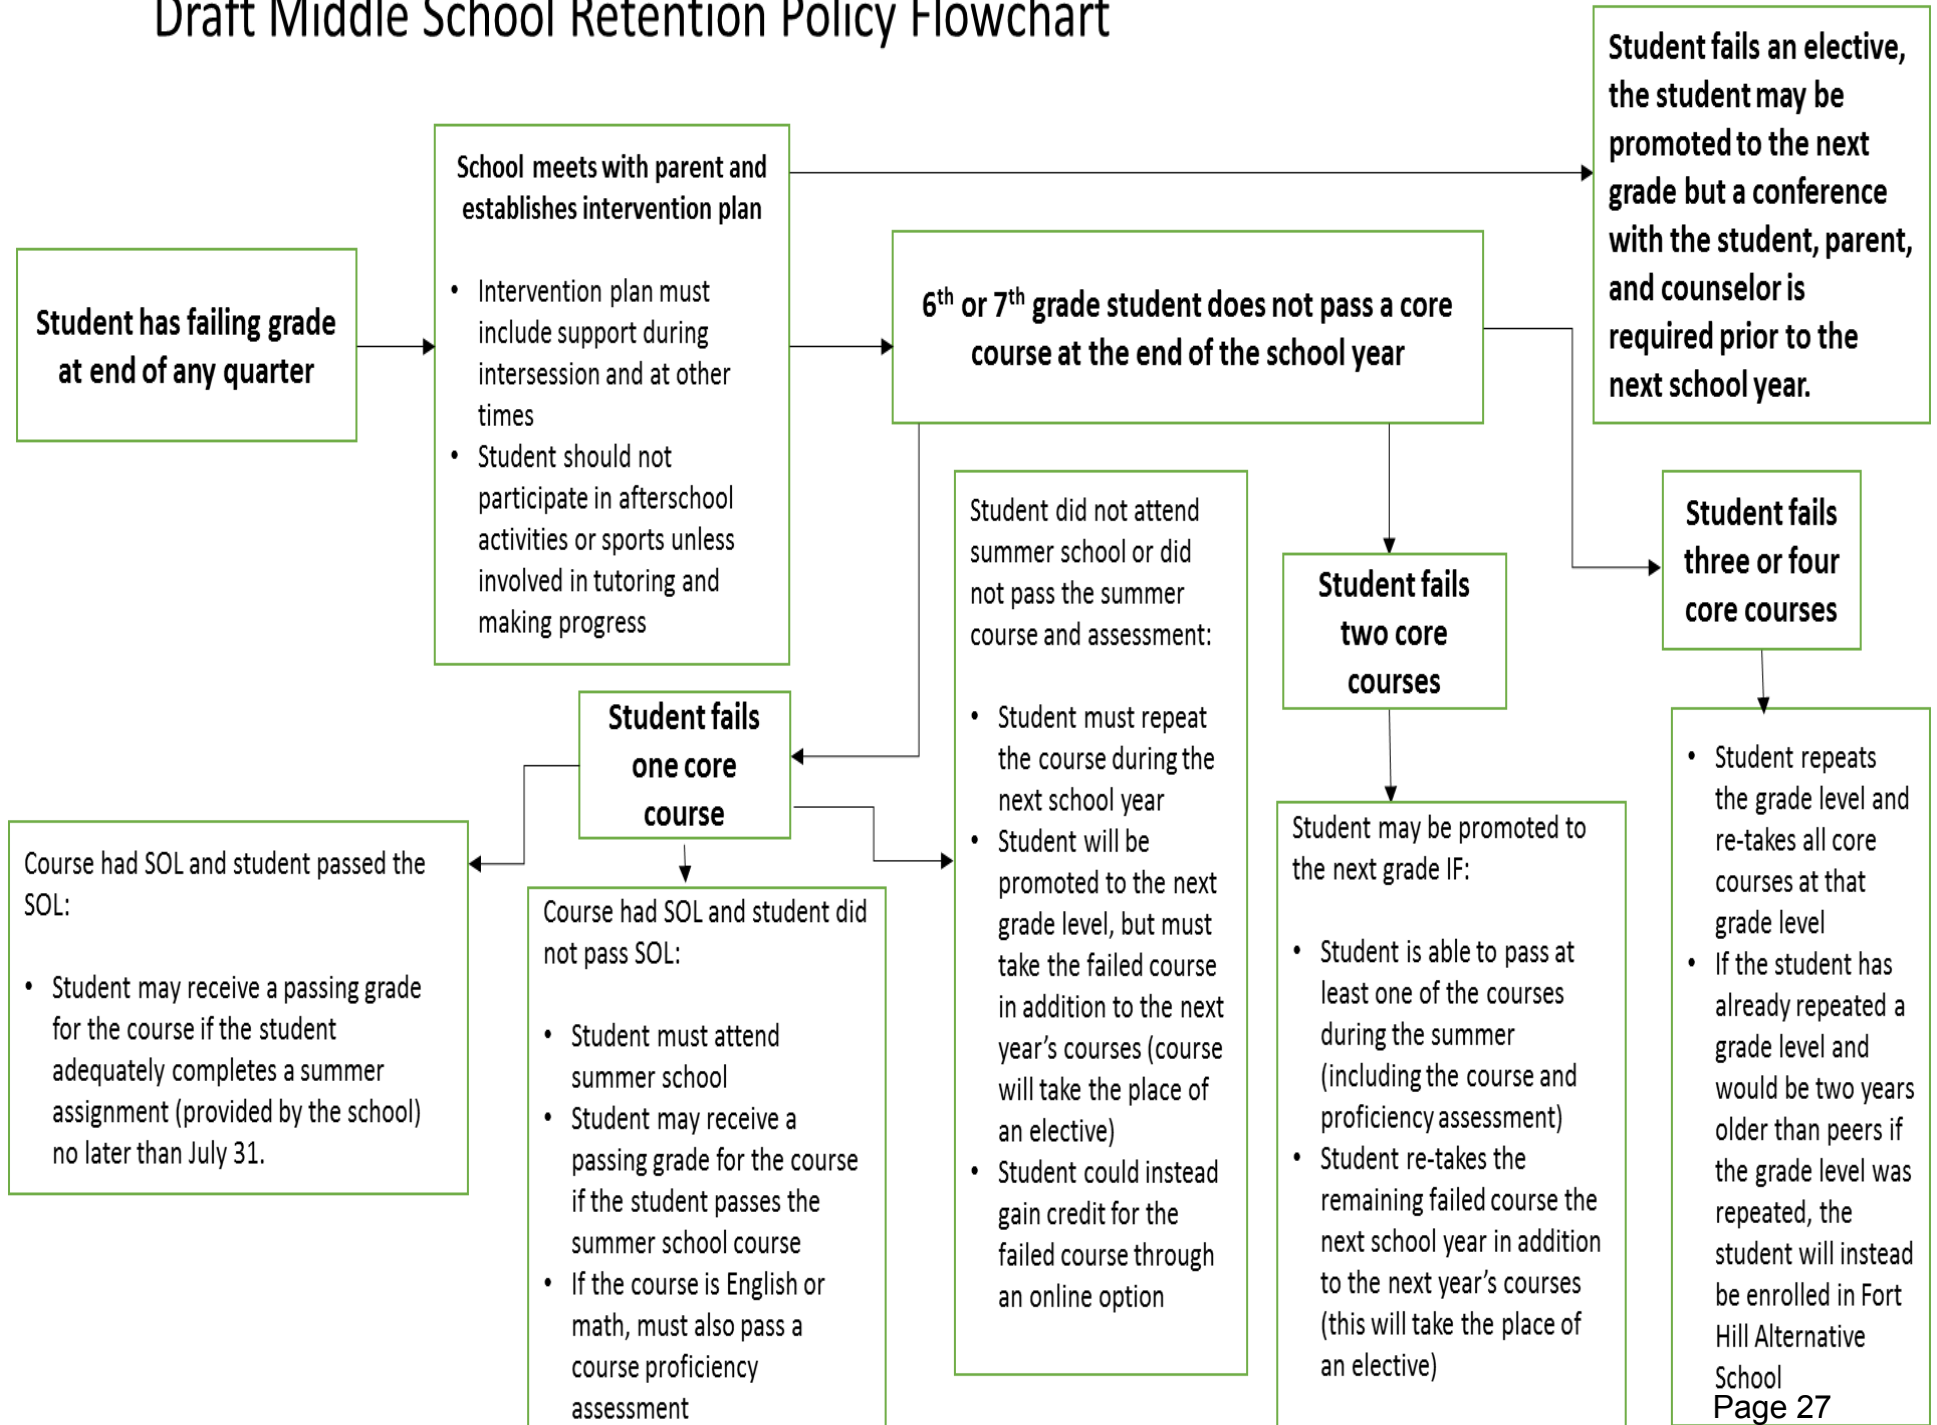 Draft Middle School Retention Policy Flowchart
Student has failing grade
at end of any quarter
School meets with parent and
establishes intervention plan
• Intervention plan must
include support during
intersession and at other
times
• Student should not
participate in afterschool
activities or sports unless
involved in tutoring and
making progress
Student fails an elective,
the student may be
promoted to the next
grade but a conference
with the student, parent,
and counselor is
required prior to the
next school year.
6th or 7th grade student does not pass a core
course at the end of the school year
Student fails
one core
course
Course had SOL and student passed the
SOL:
• Student may receive a passing grade
for the course if the student
adequately completes a summer
assignment (provided by the school)
no later than July 31.
Course had SOL and student did
not pass SOL:
• Student must attend
summer school
• Student may receive a
passing grade for the course
if the student passes the
summer school course
• If the course is English or
math, must also pass a
course proficiency
assessment
Student did not attend
summer school or did
not pass the summer
course and assessment:
• Student must repeat
the course during the
next school year
• Student will be
promoted to the next
grade level, but must
take the failed course
in addition to the next
year's courses (course
will take the place of
an elective)
• Student could instead
gain credit for the
failed course through
an online option
Student fails
two core
courses
Student may be promoted to
the next grade IF:
• Student is able to pass at
least one of the courses
during the summer
(including the course and
proficiency assessment)
• Student re-takes the
remaining failed course the
next school year in addition
to the next year's courses
(this will take the place of
an elective)
Student fails
three or four
core courses
• Student repeats
the grade level and
re-takes all core
courses at that
grade level
• If the student has
already repeated a
grade level and
would be two years
older than peers if
the grade level was
repeated, the
student will instead
be enrolled in Fort
Hill Alternative
School
Page 27